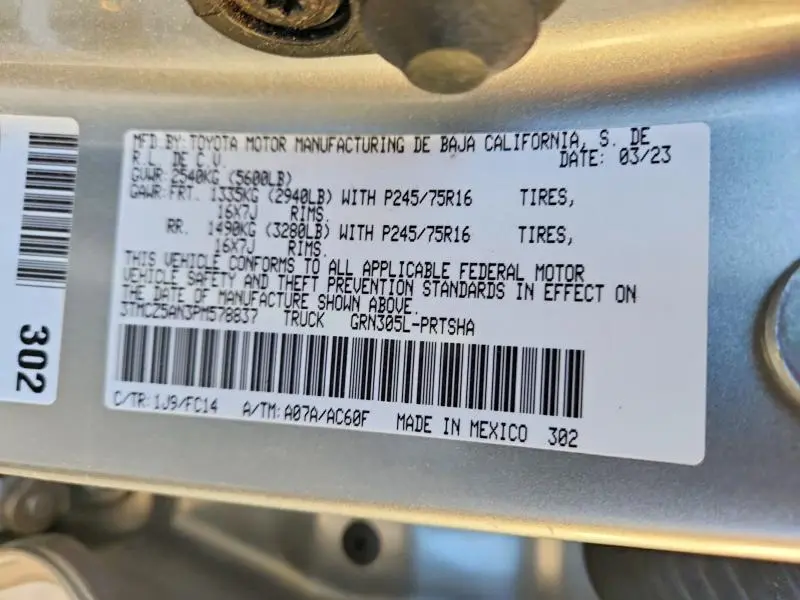 MFD BY: TOYOTA MOTOR MANUFACTURING DE BAJA CALIFORNIA, S. DE
R.L. DE C.V. DATE: 03/23
GVWR: 2540KG (5600LB)
GAWR: FRT. 1335KG (2940LB) WITH P245/75R16 TIRES,
16X7J RIMS.
RR. 1490KG (3280LB) WITH P245/75R16 TIRES,
16X7J RIMS.
THIS VEHICLE CONFORMS TO ALL APPLICABLE FEDERAL MOTOR
VEHICLE SAFETY AND THEFT PREVENTION STANDARDS IN EFFECT ON
THE DATE OF MANUFACTURE SHOWN ABOVE.
3TMCZ5AN3PM578837 TRUCK GRN305L-PRTSHA
C/TR: 1J9/FC14 A/TM: A07A/AC60F MADE IN MEXICO 302
302